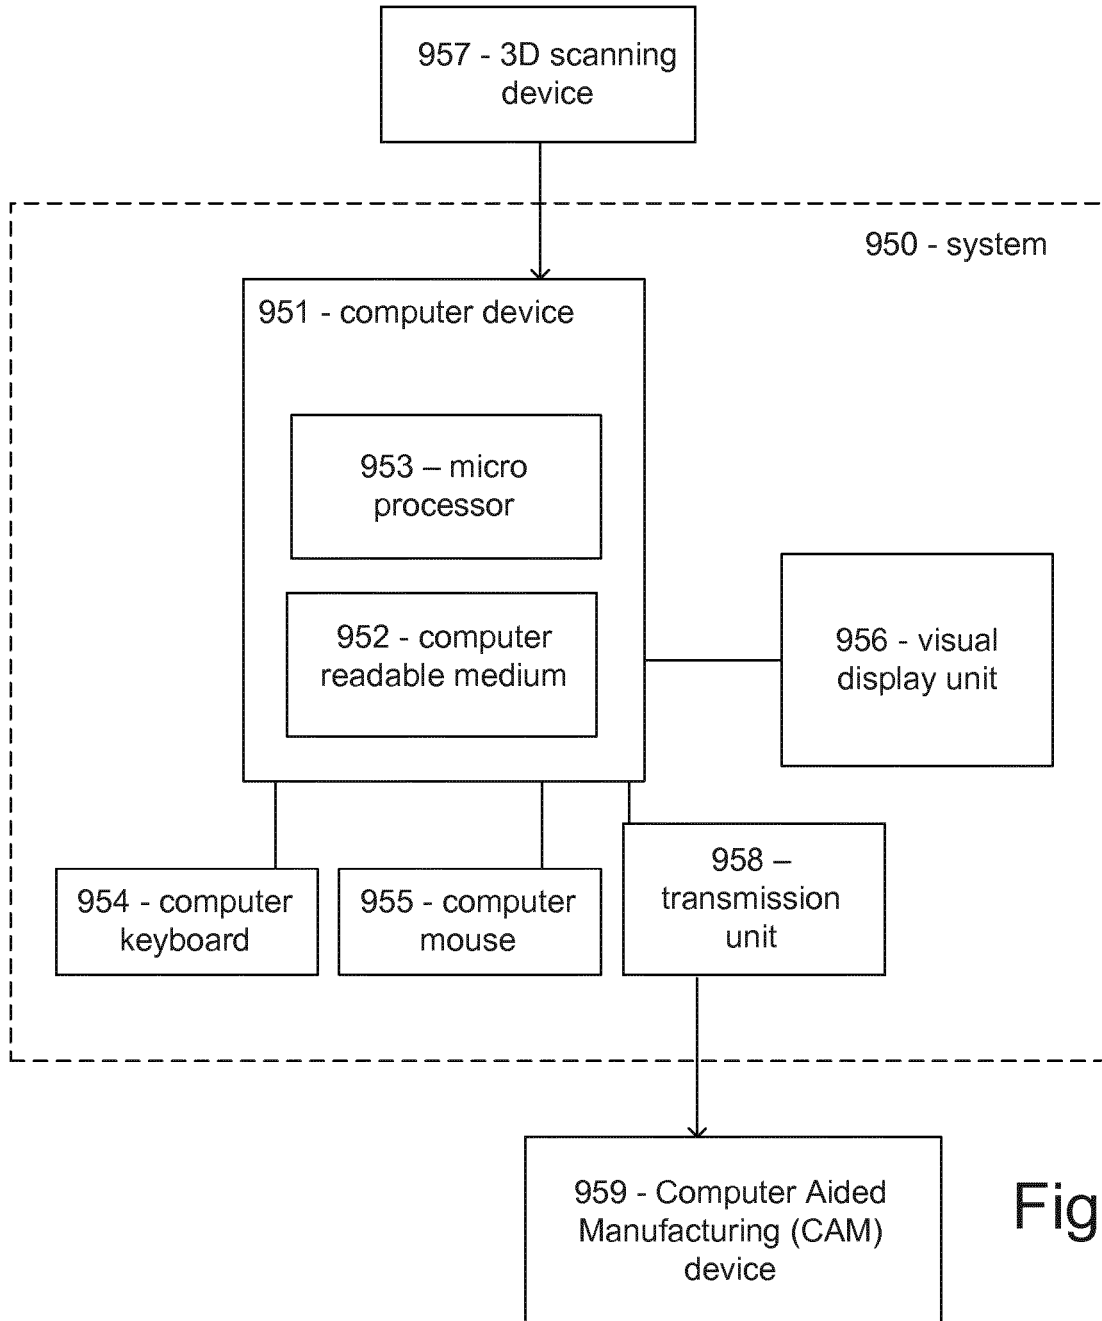 957 - 3D scanning
device
950 - system
951 - computer device
953 – micro
processor
952 - computer
readable medium
956 - visual
display unit
954 - computer
keyboard
955 - computer
mouse
958 –
transmission
unit
959 - Computer Aided
Manufacturing (CAM)
device
Fig